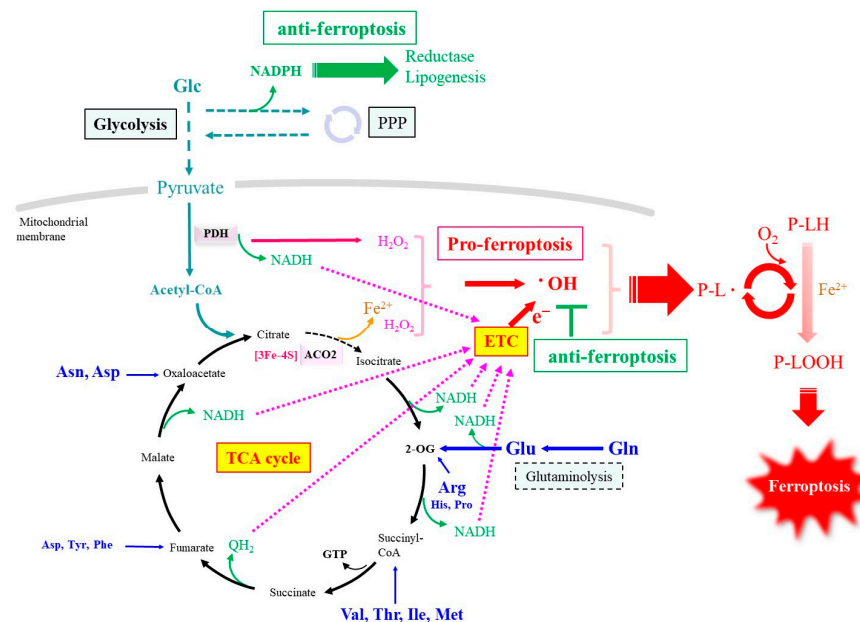 anti-ferroptosis
NADPH
Reductase
Lipogenesis
Glc
Glycolysis
PPP
Pyruvate
Mitochondrial
membrane
PDH
H₂O₂
NADH
Pro-ferroptosis
O₂
P-LH
Acetyl-CoA
· OH
P-L ·
Fe²⁺
Fe²⁺
H₂O₂
e⁻
Citrate
[3Fe-4S]
ACO2
Isocitrate
ETC
anti-ferroptosis
P-LOOH
Asn, Asp
Oxaloacetate
NADH
NADH
NADH
Malate
TCA cycle
2-OG
Glu
Gln
Glutaminolysis
Arg
His, Pro
Ferroptosis
NADH
Asp, Tyr, Phe
Fumarate
QH₂
GTP
Succinyl-
CoA
Succinate
Val, Thr, Ile, Met